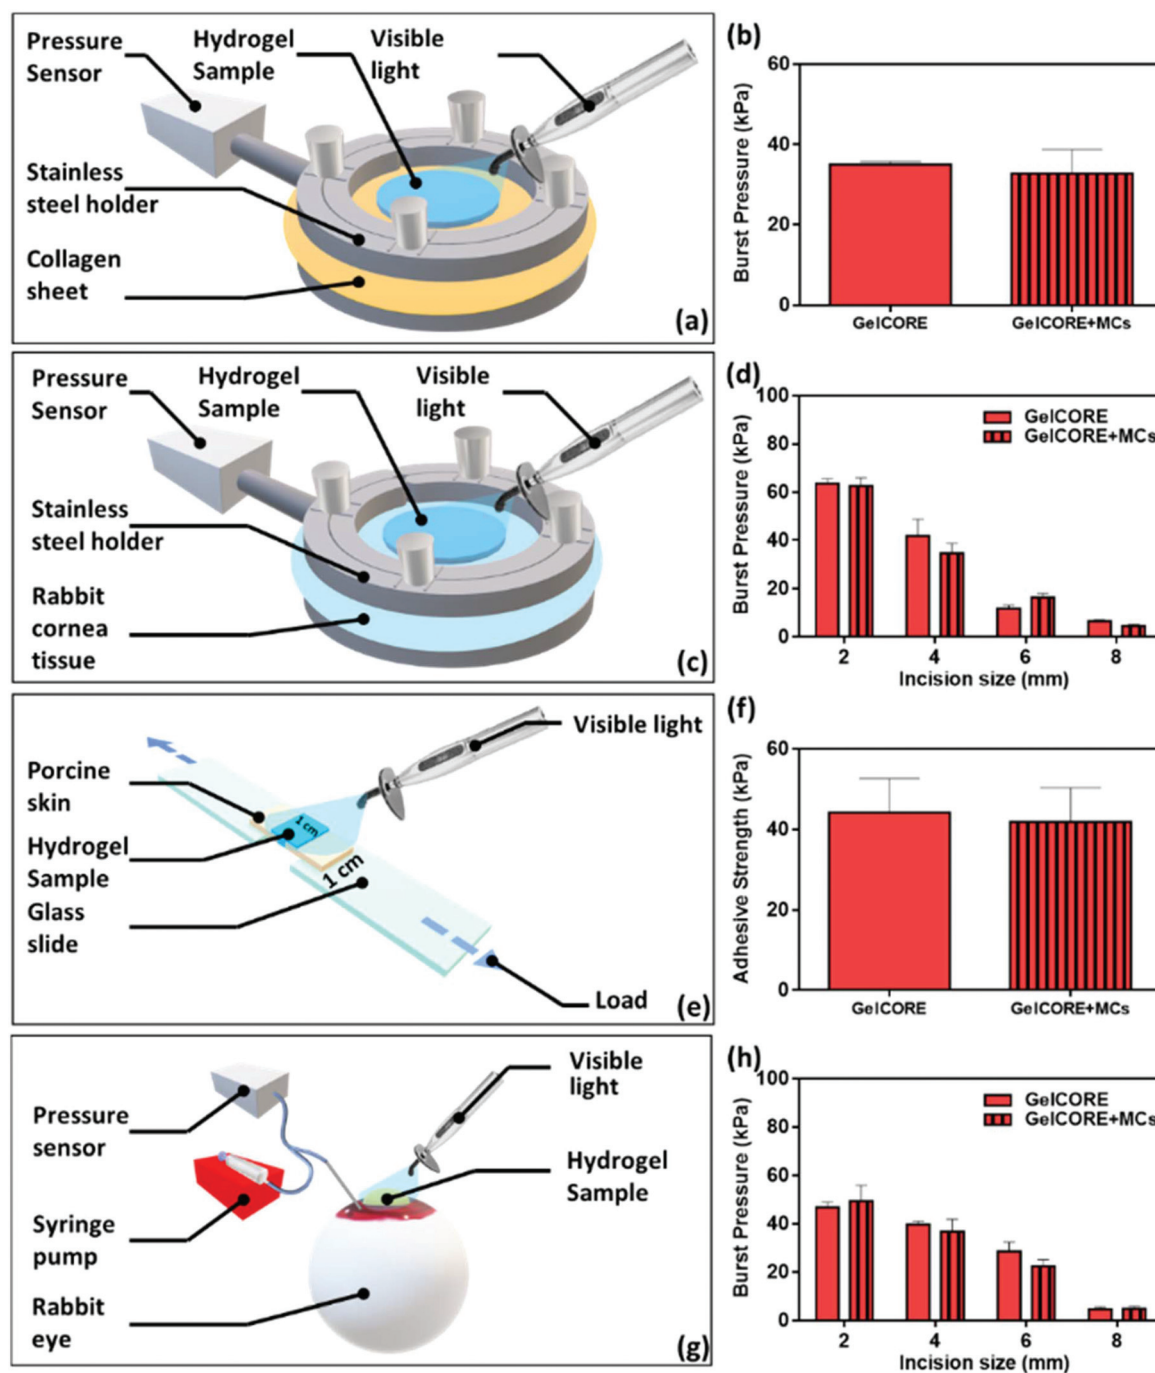 Pressure
Sensor
Hydrogel
Sample
Visible
light
Stainless
steel holder
Collagen
sheet
(a)
(b)
Burst Pressure (kPa)
60
40
20
0
GelCORE
GelCORE+MCs
Pressure
Sensor
Hydrogel
Sample
Visible
light
Stainless
steel holder
Rabbit
cornea
tissue
(c)
(d)
Burst Pressure (kPa)
100
80
60
40
20
0
GelCORE
GelCORE+MCs
2
4
6
8
Incision size (mm)
Visible light
Porcine
skin
1 cm
Hydrogel
Sample
1 cm
Glass
slide
Load
(e)
(f)
Adhesive Strength (kPa)
60
40
20
0
GelCORE
GelCORE+MCs
Visible
light
Pressure
sensor
Hydrogel
Sample
Syringe
pump
Rabbit
eye
(g)
(h)
Burst Pressure (kPa)
100
80
60
40
20
0
GelCORE
GelCORE+MCs
2
4
6
8
Incision size (mm)